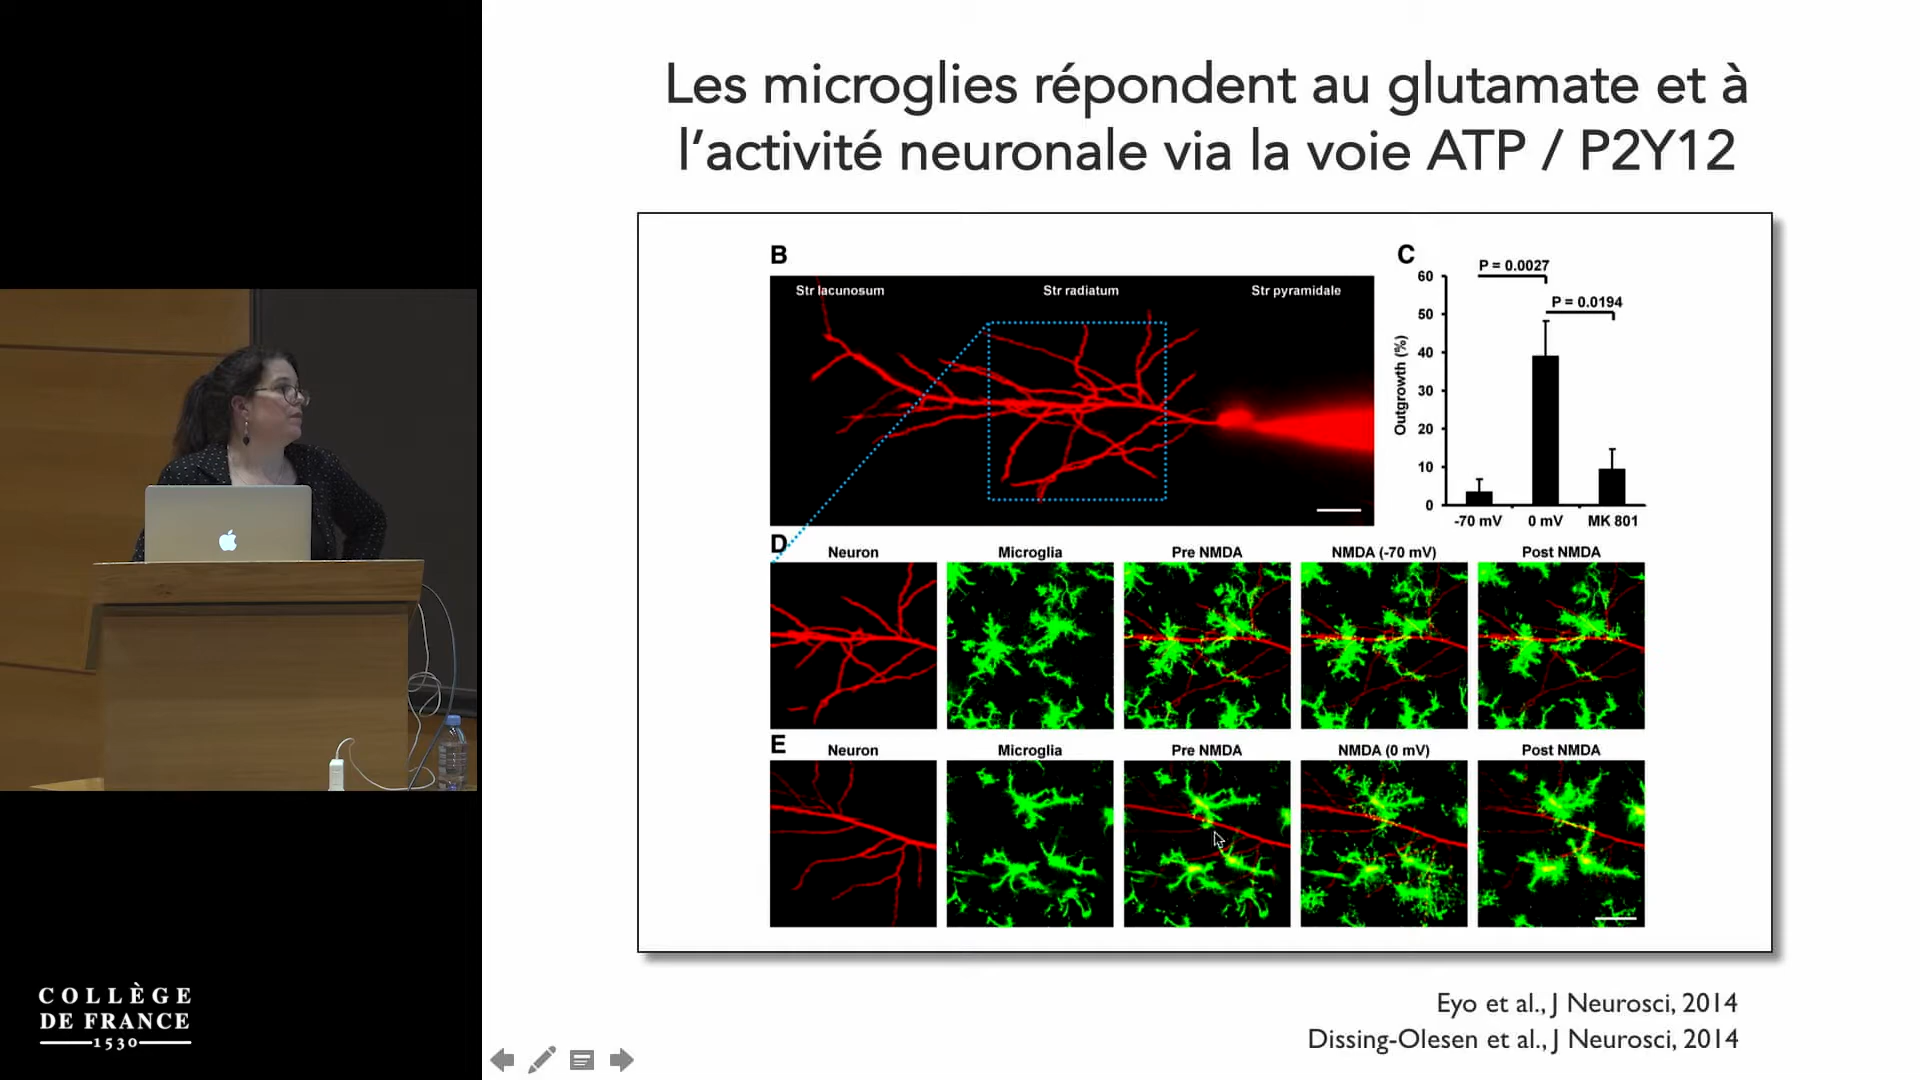 Les microglies répondent au glutamate et à
l'activité neuronale via la voie ATP / P2Y12
B
Str lacunosum
Str radiatum
Str pyramidale
C
P = 0.0027
P = 0.0194
Outgrowth (%)
60
50
40
30
20
10
0
-70 mV
0 mV
MK 801
D
Neuron
Microglia
Pre NMDA
NMDA (-70 mV)
Post NMDA
E
Neuron
Microglia
Pre NMDA
NMDA (0 mV)
Post NMDA
Eyo et al., J Neurosci, 2014
Dissing-Olesen et al., J Neurosci, 2014
COLLÈGE
DE FRANCE
1530